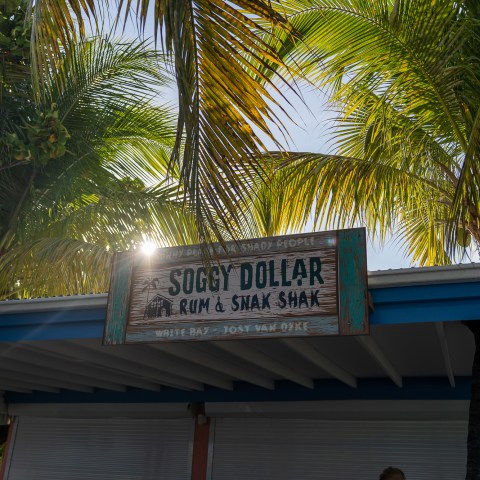 SHADY PEOPLE
SOGGY DOLLAR
RUM & SNAK SHAK
WHITE BAY - JOST VAN DYKE